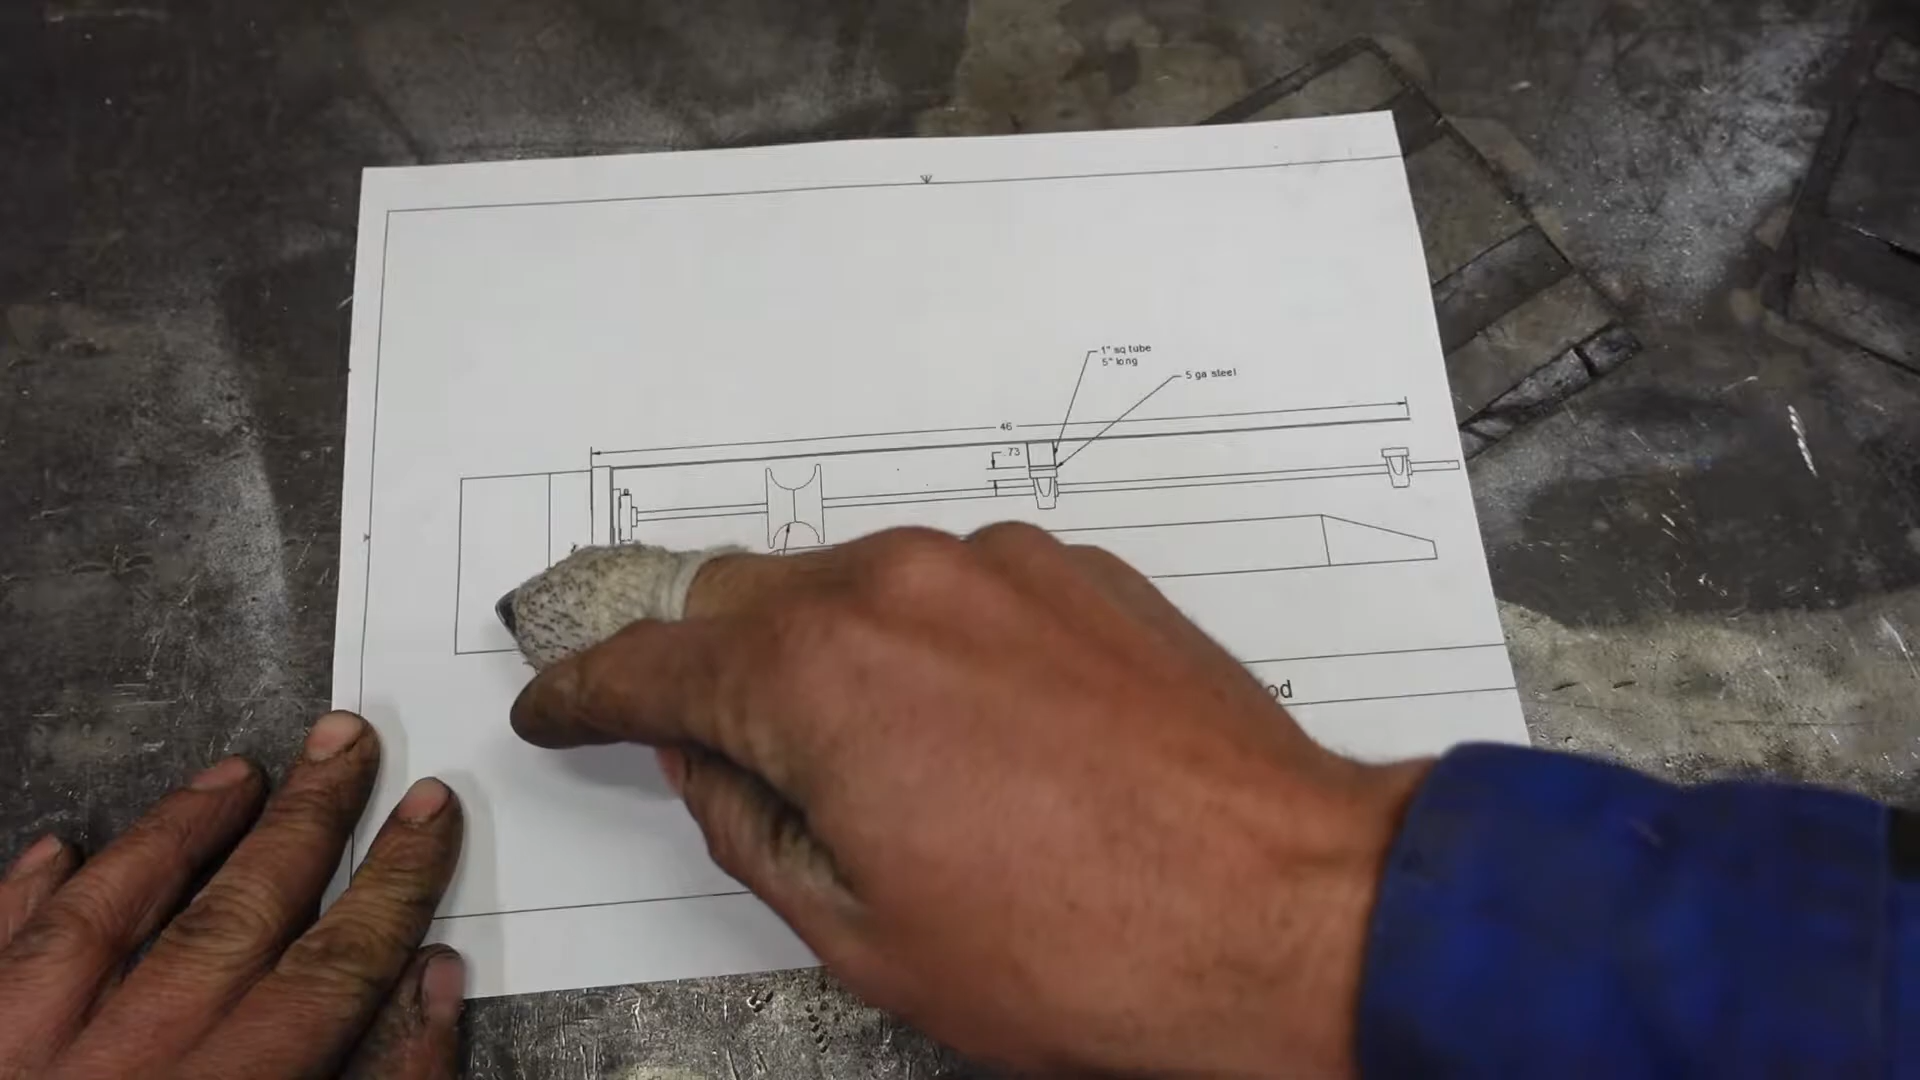 1" sq tube
5" long
5 ga steel
46
.73
od